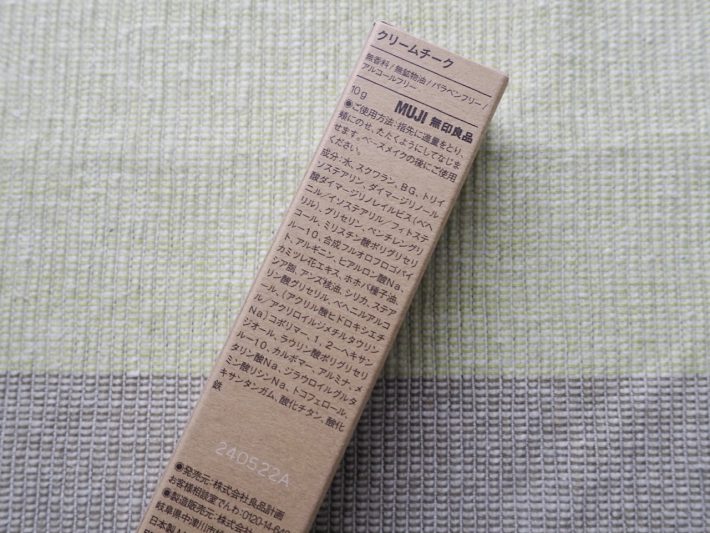 クリームチーク
無香料/無鉱物油/パラベンフリー/
アルコールフリー
10g
MUJI 無印良品
●ご使用方法:指先に適量をとり、
頬にのせ、たたくようにしてなじま
せます。ベースメイクの後にご使用
ください。
成分:水、スクワラン、BG、トリイ
ソステアリン、ダイマージリノール
酸ダイマージリノレイルビス(ベヘ
ニル/イソステアリル/フィトステ
リル)、グリセリン、ペンチレングリ
コール、ミリスチン酸ポリグリセリ
ル-10、合成フルオロフロゴパイ
ト、アルギニン、ヒアルロン酸Na、
カミツレ花エキス、ホホバ種子油、
シア脂、アンズ核油、シリカ、ステア
リン酸グリセリル、ベヘニルアルコ
ール、(アクリル酸ヒドロキシエチ
ル/アクリロイルジメチルタウリン
Na)コポリマー、1,2-ヘキサン
ジオール、ラウリン酸ポリグリセリ
ル-10、カルボマー、アルミナ、メ
タリン酸Na、ジラウロイルグルタ
ミン酸リシンNa、トコフェロール、
キサンタンガム、酸化チタン、酸化
鉄
240522A
●発売元:株式会社良品計画
お客様相談室でんわ:0120-14-64
●製造販売元:株式会社
岐阜県中津川市
日本製